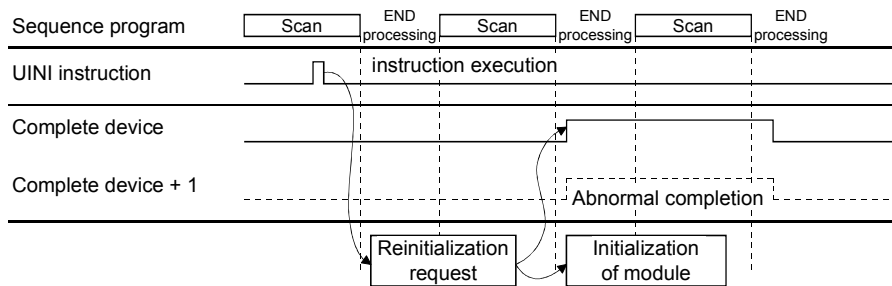 Sequence program
Scan
END
processing
Scan
END
processing
Scan
END
processing
UINI instruction
instruction execution
Complete device
Complete device + 1
Abnormal completion
Reinitialization
request
Initialization
of module